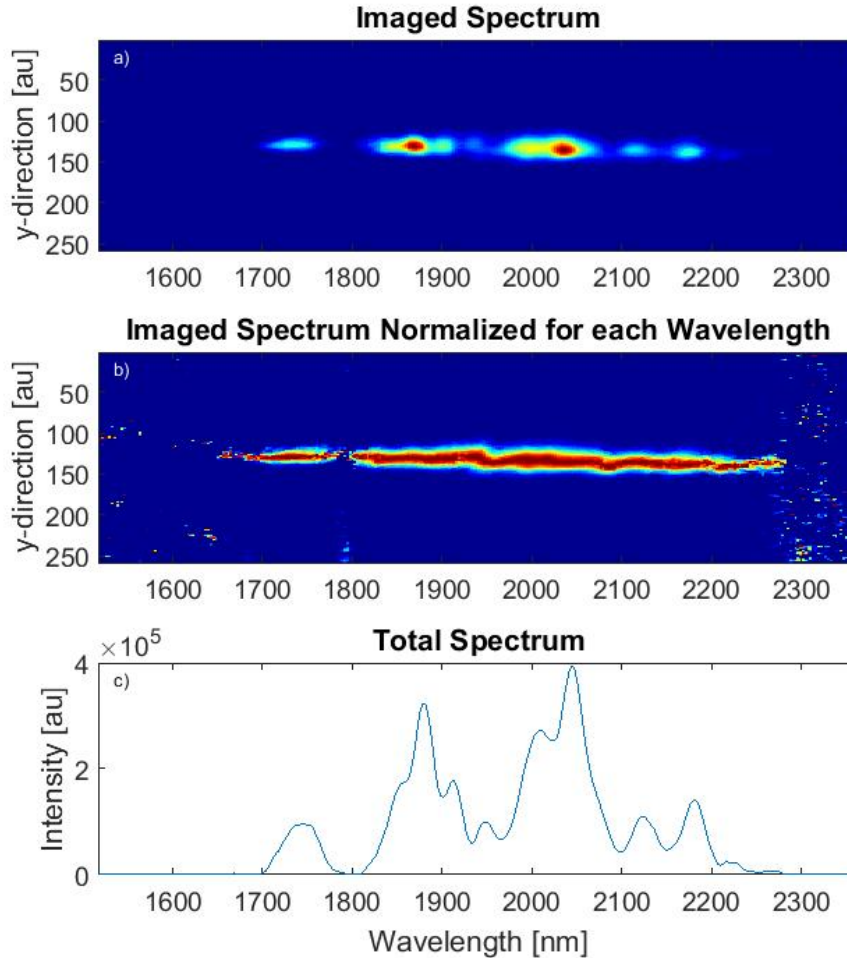 Imaged Spectrum
a)
y-direction [au]
50
100
150
200
250
1600 1700 1800 1900 2000 2100 2200 2300
Imaged Spectrum Normalized for each Wavelength
b)
y-direction [au]
50
100
150
200
250
1600 1700 1800 1900 2000 2100 2200 2300
Total Spectrum
×10⁵
c)
Intensity [au]
4
2
0
1600 1700 1800 1900 2000 2100 2200 2300
Wavelength [nm]